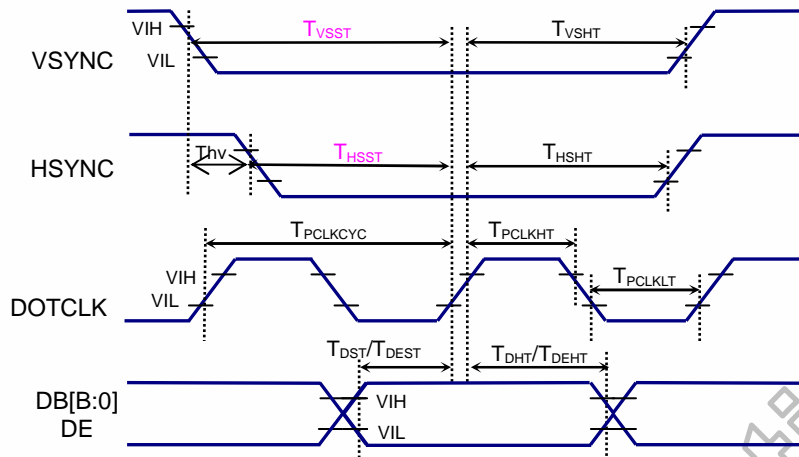 VIH
VIL
VSYNC
TVSST
TVSHT
HSYNC
Thv
THSST
THSHT
DOTCLK
VIH
VIL
TPCLKCYC
TPCLKHT
TPCLKLT
DB[B:0]
DE
TDST/TDEST
TDHT/TDEHT
VIH
VIL